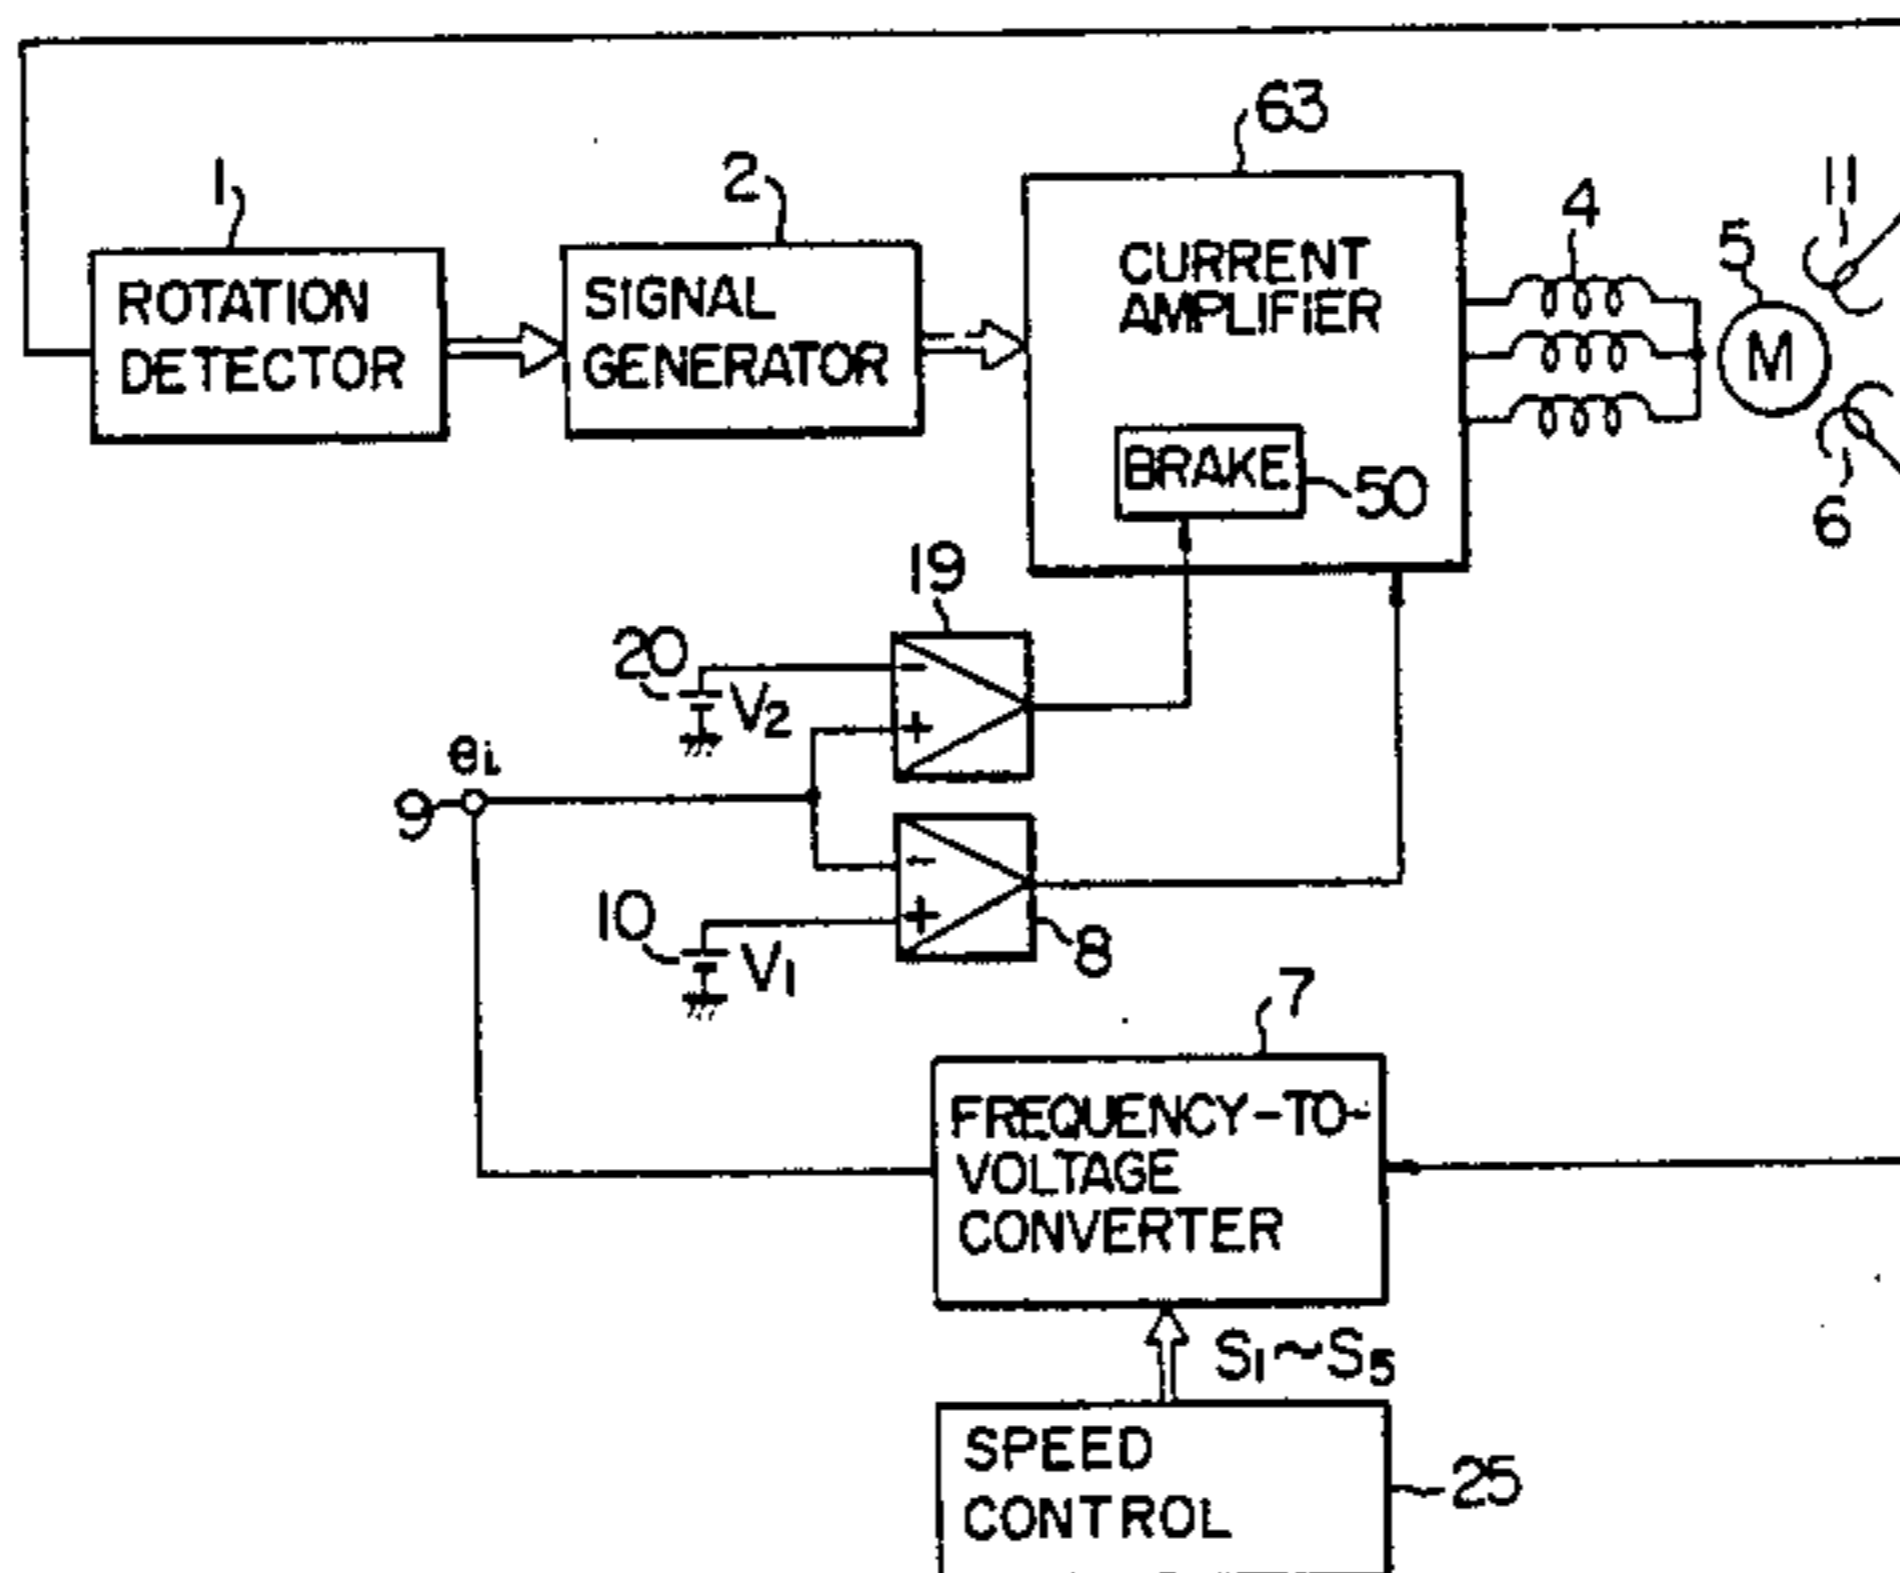 63
1
2
11
4
5
ROTATION
DETECTOR
SIGNAL
GENERATOR
CURRENT
AMPLIFIER
M
BRAKE
50
6
19
20
V2
-
+
ei
9
-
+
10
V1
8
7
FREQUENCY-TO-
VOLTAGE
CONVERTER
S1~S5
SPEED
CONTROL
25